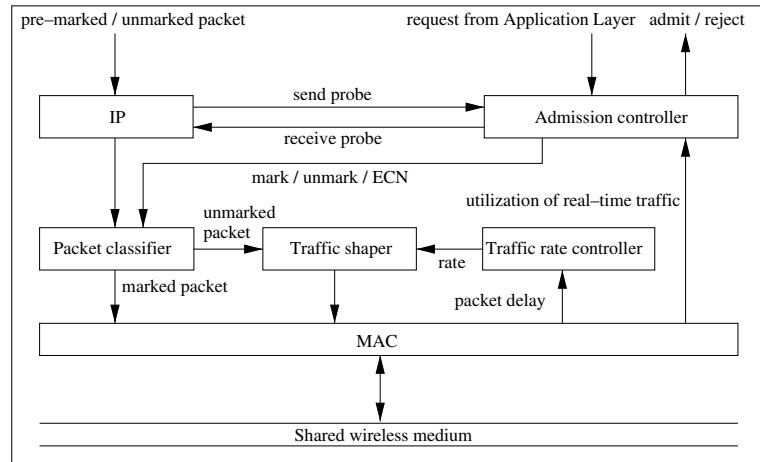 pre–marked / unmarked packet
request from Application Layer
admit / reject
send probe
IP
Admission controller
receive probe
mark / unmark / ECN
utilization of real–time traffic
unmarked
packet
Packet classifier
Traffic shaper
rate
Traffic rate controller
marked packet
packet delay
MAC
Shared wireless medium